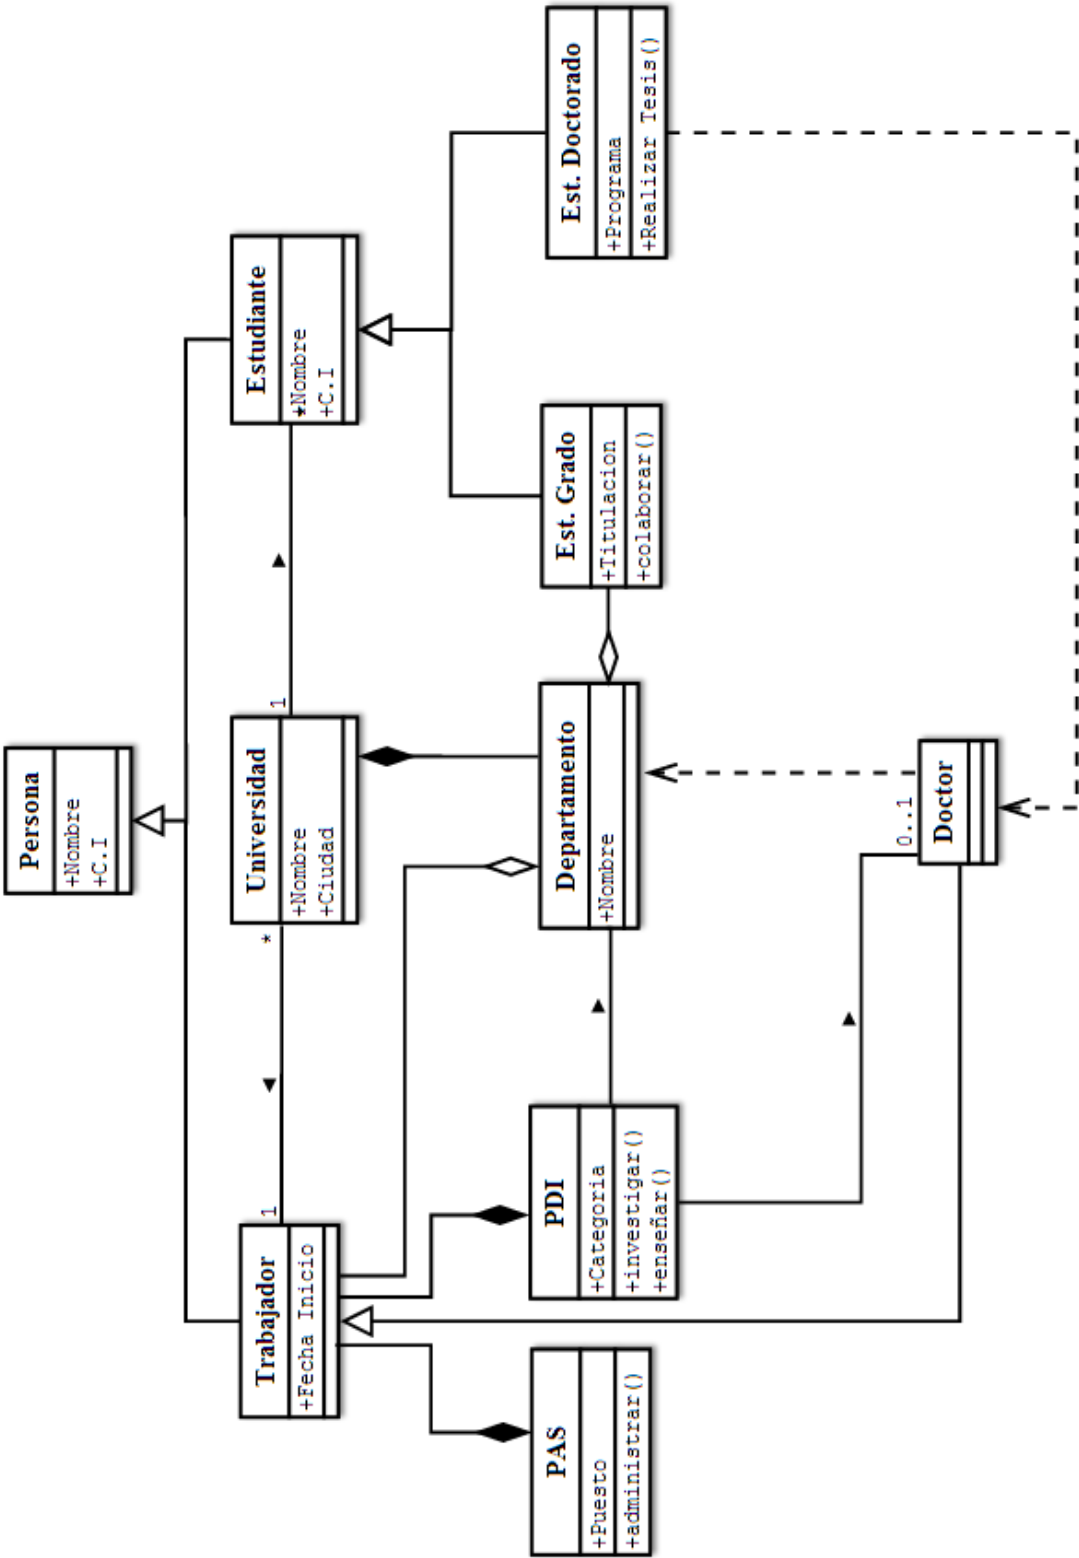 Persona
+Nombre
+C.I
Trabajador
+Fecha Inicio
1
*
Universidad
+Nombre
+Ciudad
1
*
Estudiante
+Nombre
+C.I
PAS
+Puesto
+administrar()
PDI
+Categoria
+investigar()
+enseñar()
Departamento
+Nombre
Est. Grado
+Titulacion
+colaborar()
Est. Doctorado
+Programa
+Realizar Tesis()
0..1
Doctor